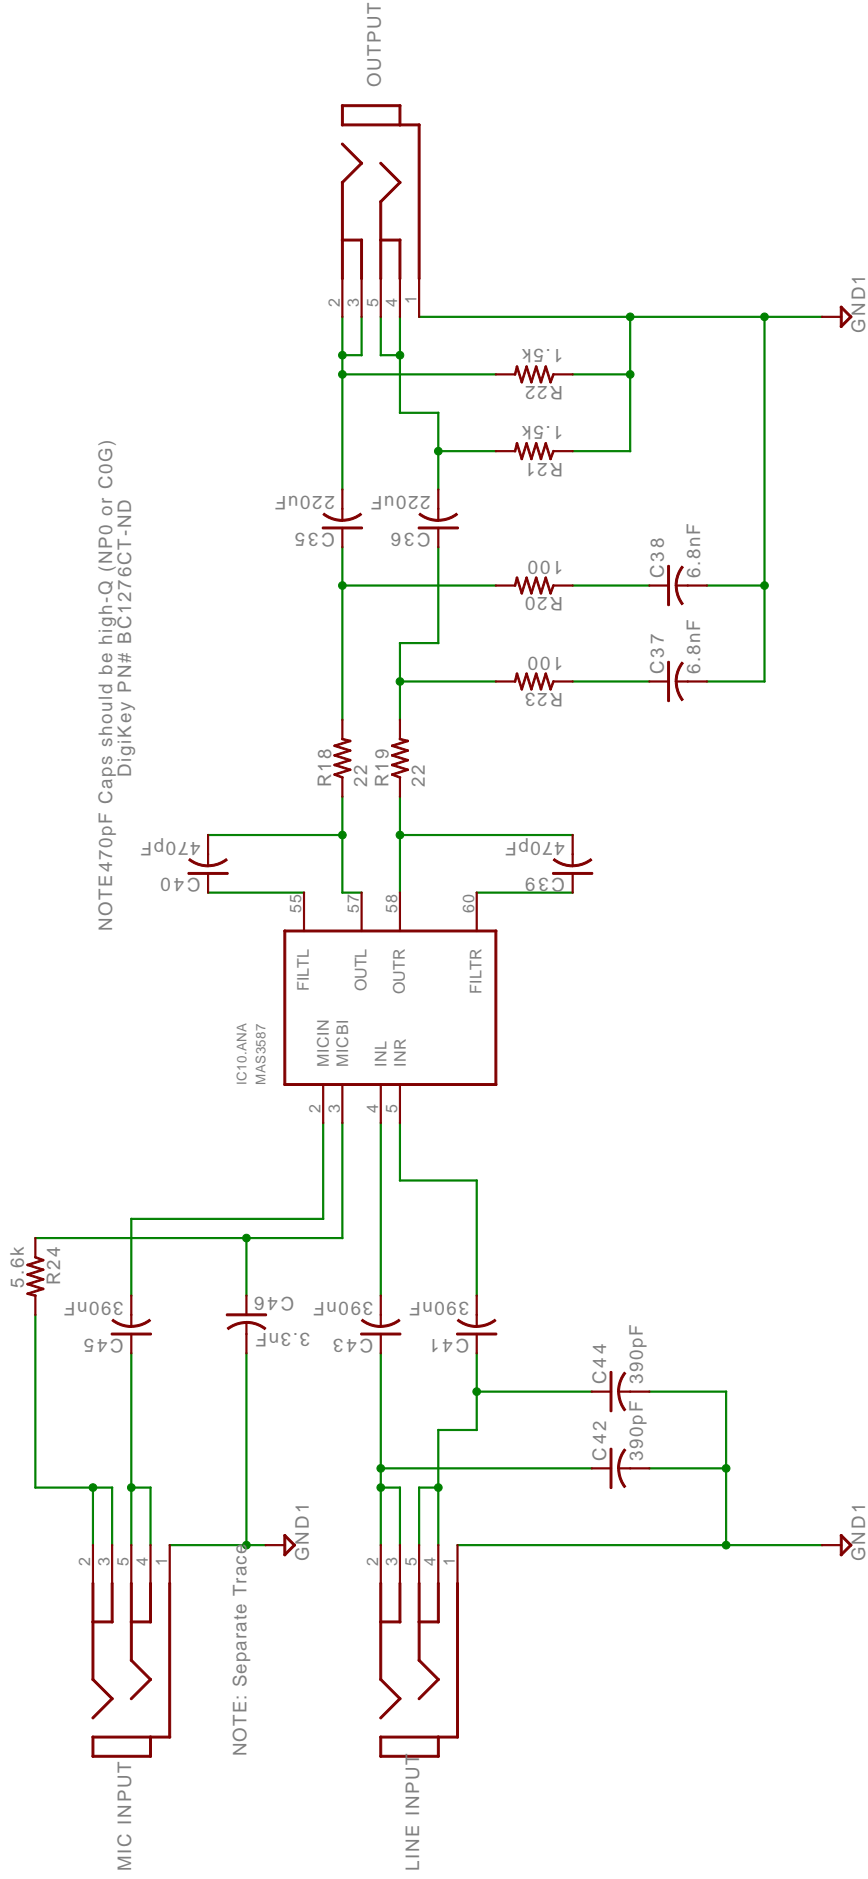 NOTE470pF Caps should be high-Q (NP0 or C0G)
DigiKey PN# BC1276CT-ND
MIC INPUT
2
3
5
4
1
5.6k
R24
390nF
C45
C46
3.3nF
GND1
NOTE: Separate Trace
LINE INPUT
2
3
5
4
1
390nF
C43
390nF
C41
C44
390pF
C42
390pF
GND1
IC10.ANA
MAS3587
2
MICIN
3
MICBI
4
INL
5
INR
FILTL
55
OUTL
57
OUTR
58
FILTR
60
470pF
C40
470pF
C39
R18
22
R19
22
220uF
C35
220uF
C36
100
R20
100
R23
C38
6.8nF
C37
6.8nF
1.5k
R22
1.5k
R21
2
3
5
4
1
OUTPUT
GND1